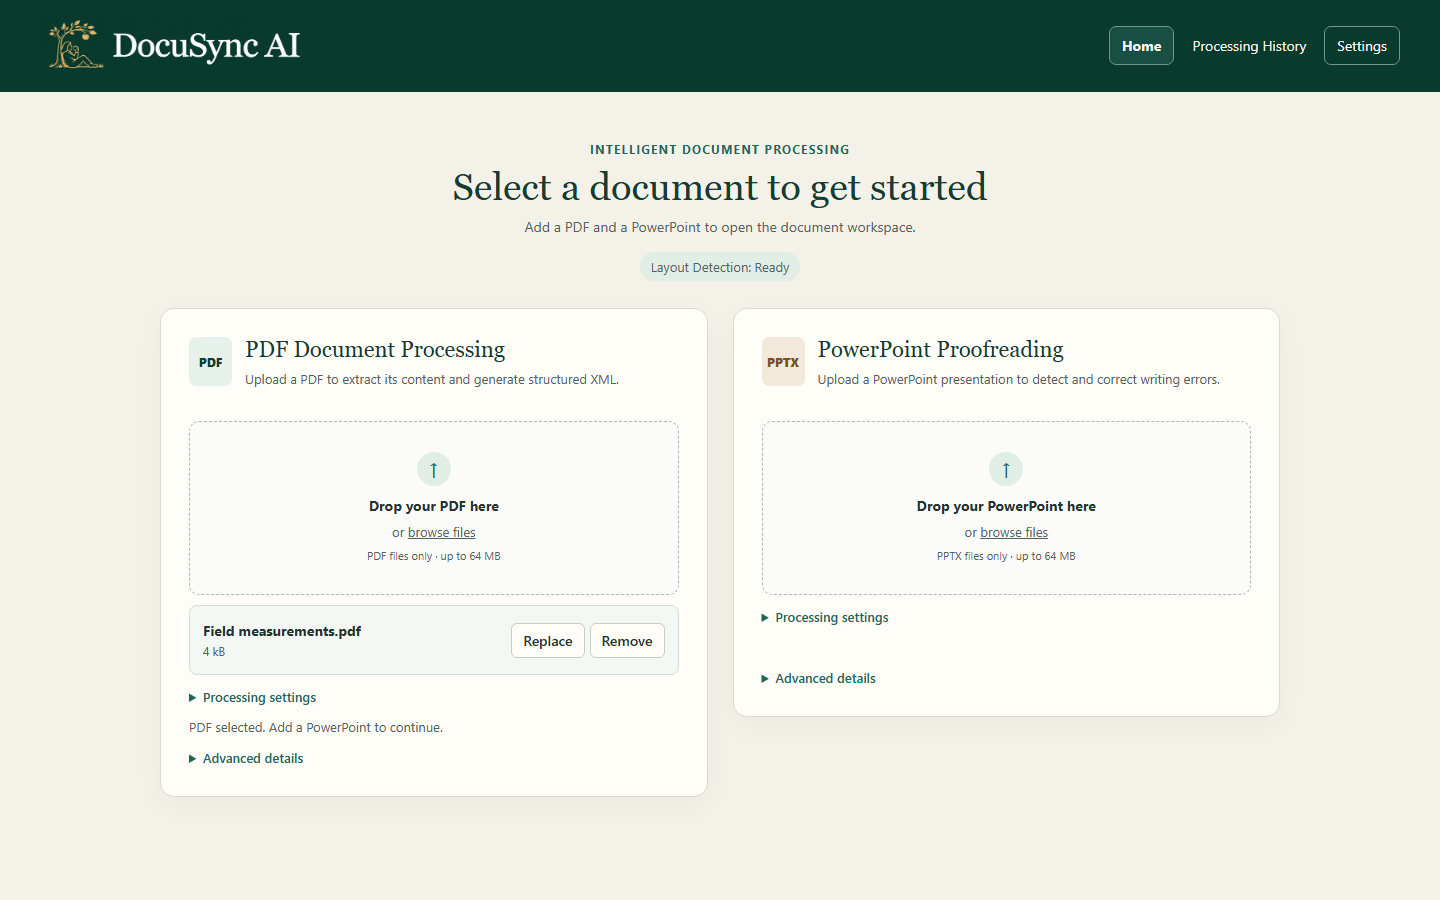 DocuSync AI
Home
Processing History
Settings
INTELLIGENT DOCUMENT PROCESSING
Select a document to get started
Add a PDF and a PowerPoint to open the document workspace.
Layout Detection: Ready
PDF
PDF Document Processing
Upload a PDF to extract its content and generate structured XML.
↑
Drop your PDF here
or browse files
PDF files only · up to 64 MB
Field measurements.pdf
4 kB
Replace
Remove
▶ Processing settings
PDF selected. Add a PowerPoint to continue.
▶ Advanced details
PPTX
PowerPoint Proofreading
Upload a PowerPoint presentation to detect and correct writing errors.
↑
Drop your PowerPoint here
or browse files
PPTX files only · up to 64 MB
▶ Processing settings
▶ Advanced details